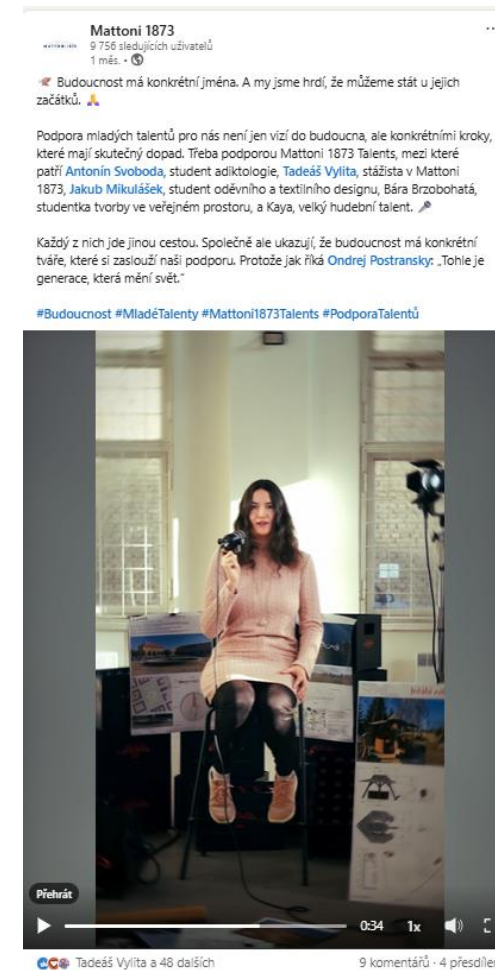 Mattoni 1873
9 756 sledujících uživatelů
1 měs. •
🚀 Budoucnost má konkrétní jména. A my jsme hrdí, že můžeme stát u jejich
začátků. 🙏
Podpora mladých talentů pro nás není jen vizí do budoucna, ale konkrétními kroky,
které mají skutečný dopad. Třeba podporou Mattoni 1873 Talents, mezi které
patří Antonín Svoboda, student adiktologie, Tadeáš Vylita, stážista v Mattoni
1873, Jakub Mikulášek, student oděvního a textilního designu, Bára Brzobohatá,
studentka tvorby ve veřejném prostoru, a Kaya, velký hudební talent. 🎤
Každý z nich jde jinou cestou. Společně ale ukazují, že budoucnost má konkrétní
tváře, které si zaslouží naši podporu. Protože jak říká Ondrej Postransky: „Tohle je
generace, která mění svět.“
#Budoucnost #MladéTalenty #Mattoni1873Talents #PodporaTalentů
Přehrát
0:34 1x
Tadeáš Vylita a 48 dalších
9 komentářů · 4 přesdílen